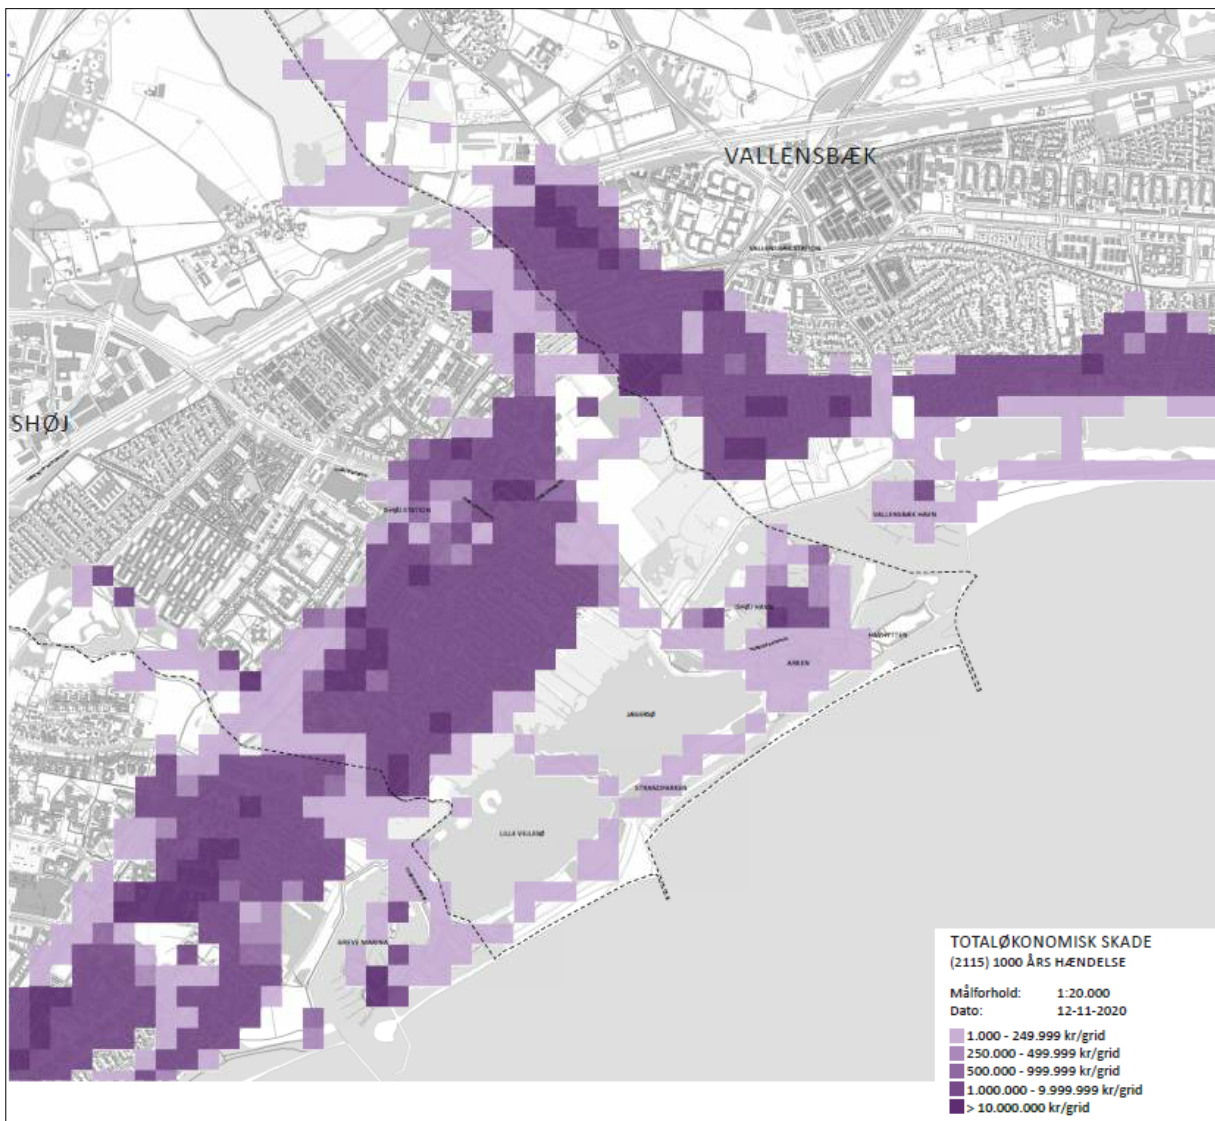 VALLENSBÆK
VALLENSBÆK STATION
SHØJ
ISHØJ STATION
VALLENSBÆK HAVN
ISHØJ HAVN
HAVHYTTEN
ARKEN
JÆGERSØ
STRANDPARKEN
LILLE VEJLESØ
GREVE MARINA
TOTALØKONOMISK SKADE
(2115) 1000 ÅRS HÆNDELSE
Målforhold: 1:20.000
Dato: 12-11-2020
1.000 - 249.999 kr/grid
250.000 - 499.999 kr/grid
500.000 - 999.999 kr/grid
1.000.000 - 9.999.999 kr/grid
> 10.000.000 kr/grid